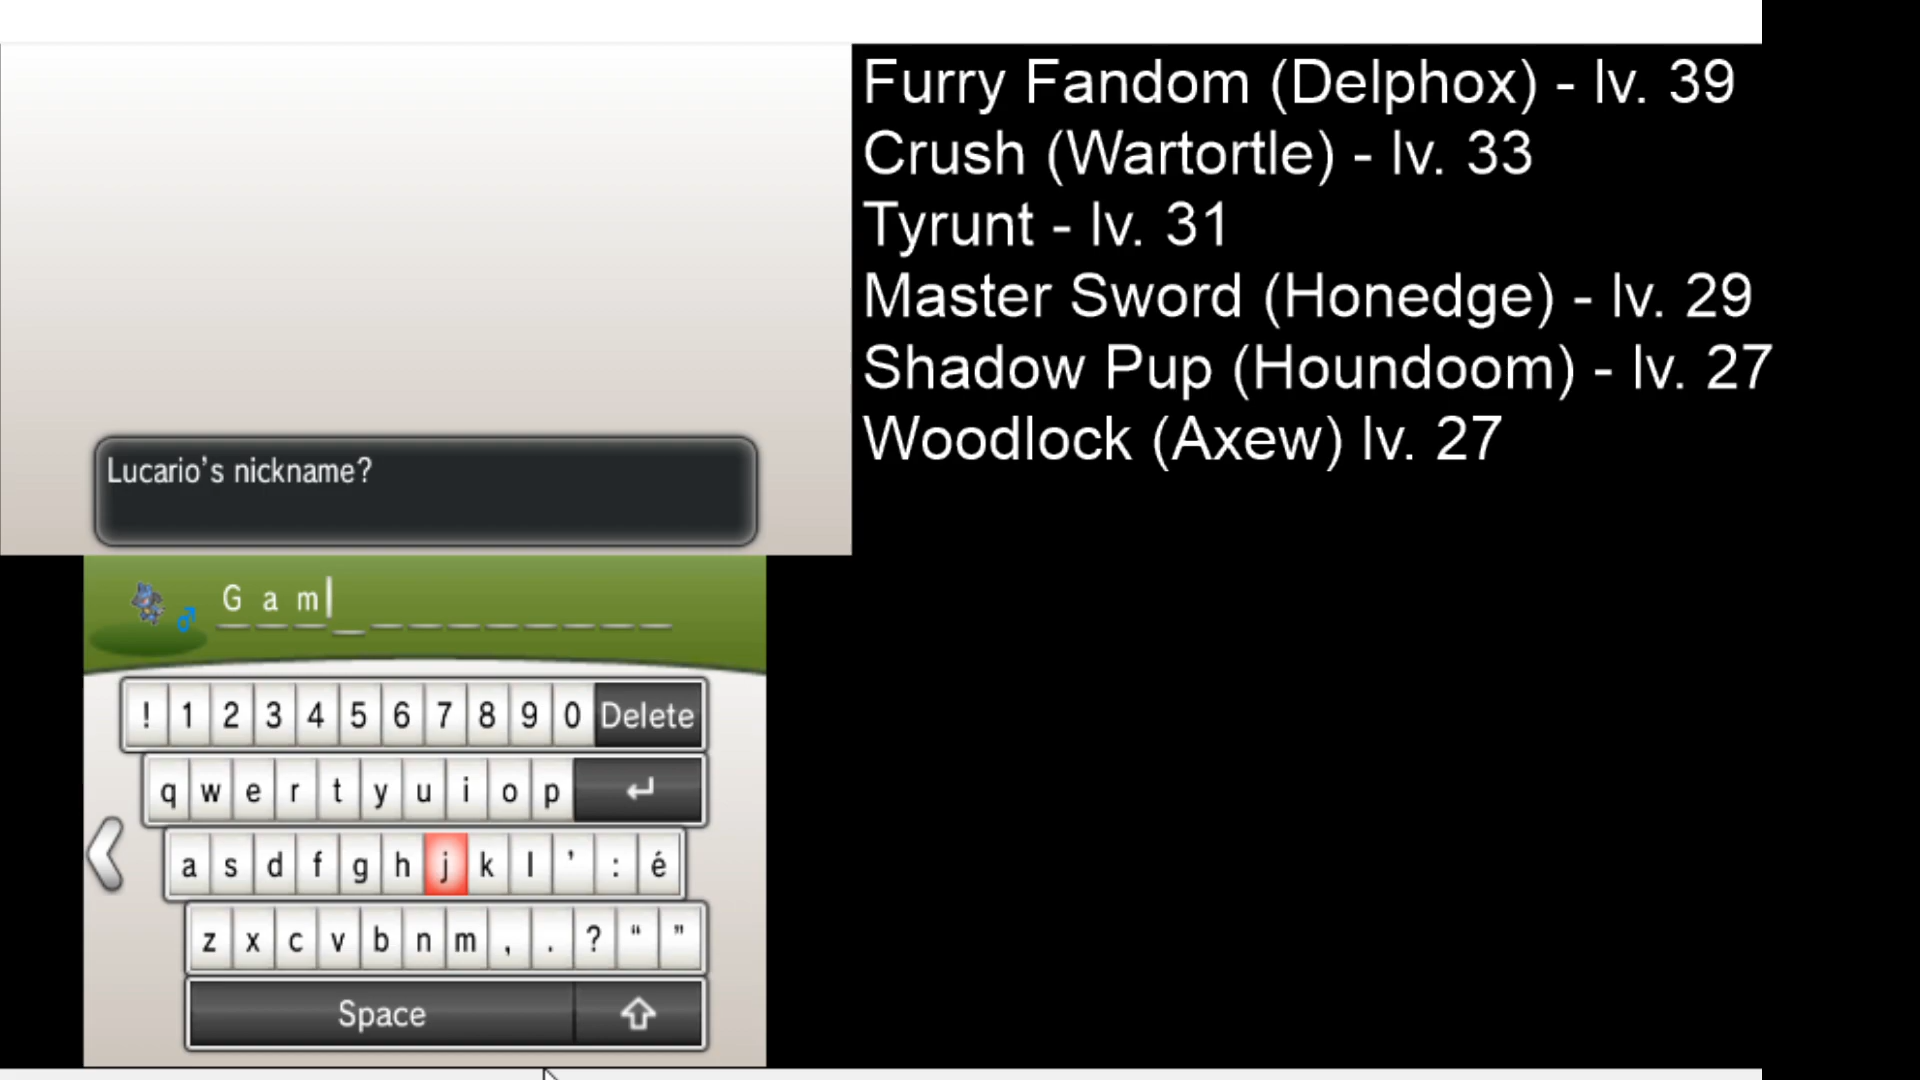 Furry Fandom (Delphox) - lv. 39
Crush (Wartortle) - lv. 33
Tyrunt - lv. 31
Master Sword (Honedge) - lv. 29
Shadow Pup (Houndoom) - lv. 27
Woodlock (Axew) lv. 27
Lucario's nickname?
Gam
! 1 2 3 4 5 6 7 8 9 0 Delete
q w e r t y u i o p
a s d f g h j k l ’ : é
z x c v b n m , . ? “ ”
Space